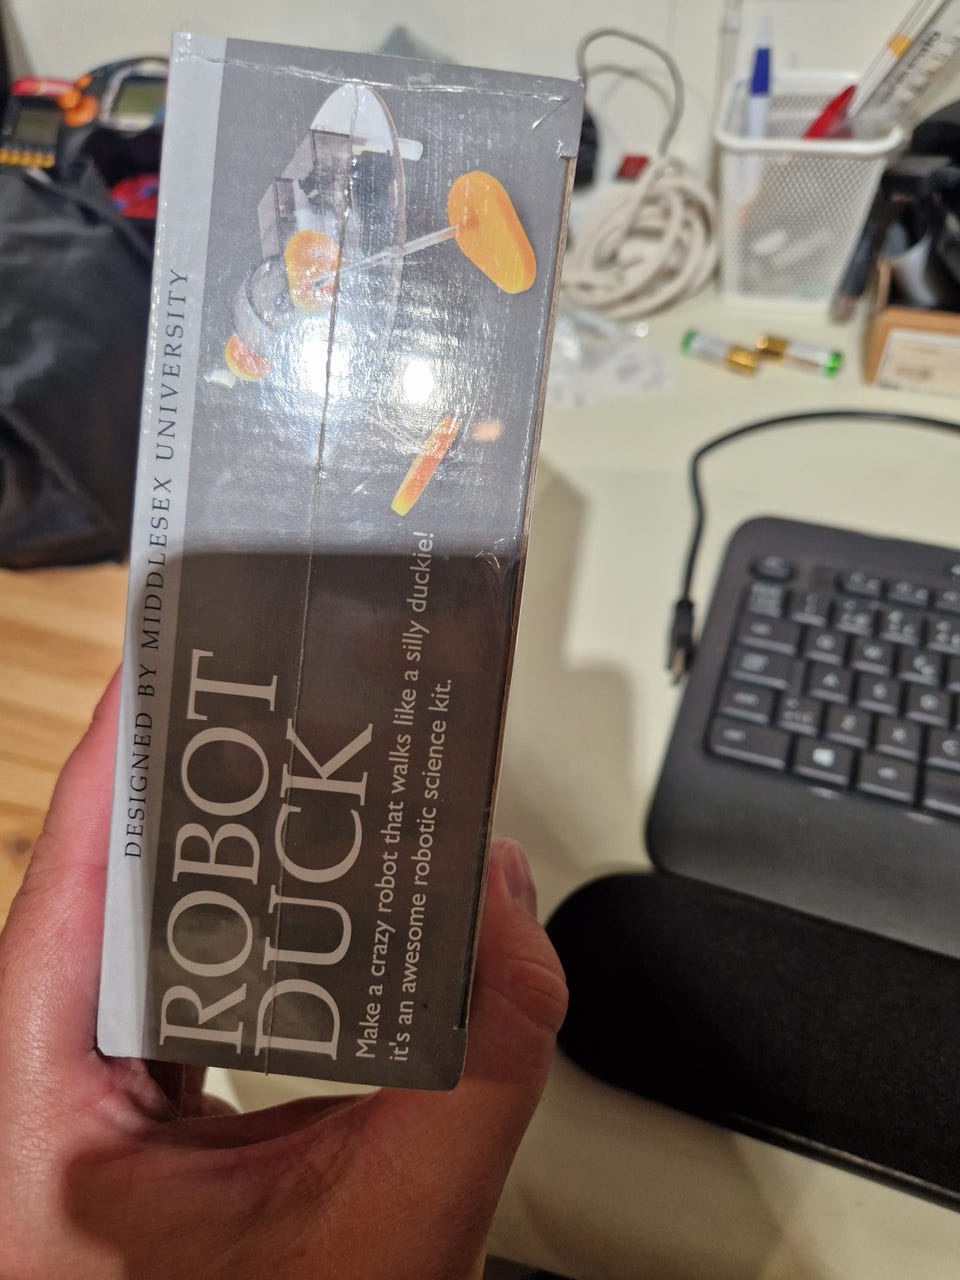 DESIGNED BY MIDDLESEX UNIVERSITY
ROBOT
DUCK
Make a crazy robot that walks like a silly duckie!
it's an awesome robotic science kit.